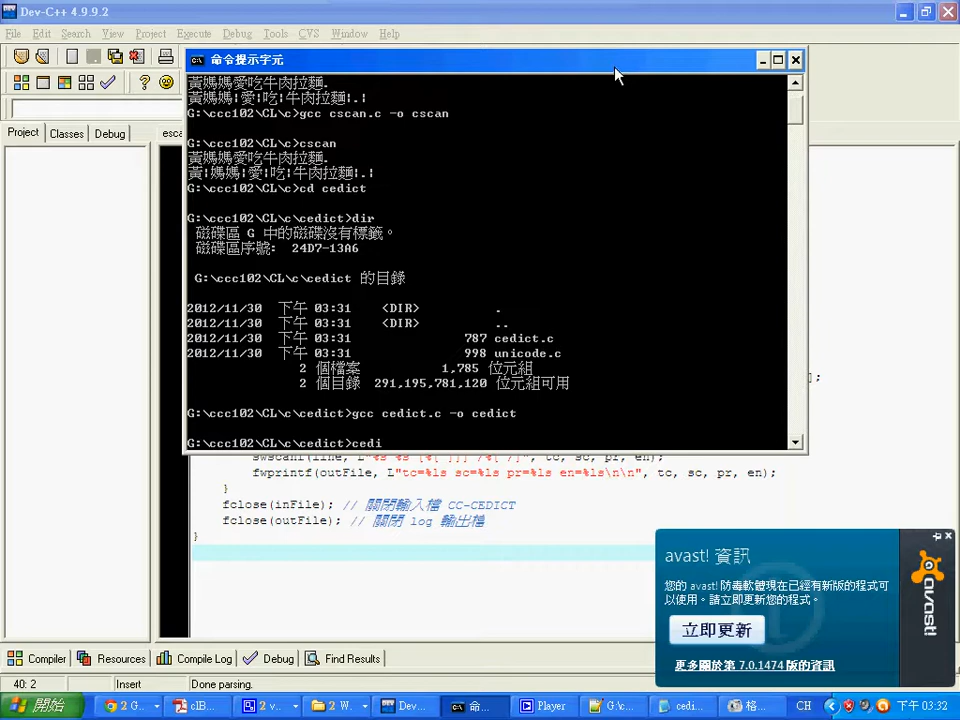 Dev-C++ 4.9.9.2
File Edit Search View Project Execute Debug Tools CVS Window Help
Project Classes Debug
命令提示字元
黃媽媽愛吃牛肉拉麵.
黃媽媽|愛|吃|牛肉拉麵|.|
G:\ccc102\CL\c>gcc cscan.c -o cscan
G:\ccc102\CL\c>cscan
黃媽媽愛吃牛肉拉麵.
黃|媽媽|愛|吃|牛肉拉麵|.|
G:\ccc102\CL\c>cd cedict
G:\ccc102\CL\c\cedict>dir
磁碟區 G 中的磁碟沒有標籤。
磁碟區序號: 24D7-13A6
G:\ccc102\CL\c\cedict 的目錄
2012/11/30 下午 03:31 <DIR> .
2012/11/30 下午 03:31 <DIR> ..
2012/11/30 下午 03:31 787 cedict.c
2012/11/30 下午 03:31 998 unicode.c
2 個檔案 1,785 位元組
2 個目錄 291,195,781,120 位元組可用
G:\ccc102\CL\c\cedict>gcc cedict.c -o cedict
G:\ccc102\CL\c\cedict>cedi
];
fwprintf(outFile, L"tc=%ls sc=%ls pr=%ls en=%ls\n\n", tc, sc, pr, en);
}
fclose(inFile); // 關閉輸入檔 CC-CEDICT
fclose(outFile); // 關閉 log 輸出檔
}
avast! 資訊
您的 avast! 防毒軟體現在已經有新版的程式可
以使用。請立即更新您的程式。
立即更新
更多關於第 7.0.1474 版的資訊
avast!
Compiler Resources Compile Log Debug Find Results
40: 2 Insert Done parsing.
開始 2 G... clB... 2 v... 2 W... Dev... 命... Player G:\c... cedi... 格... CH 下午 03:32